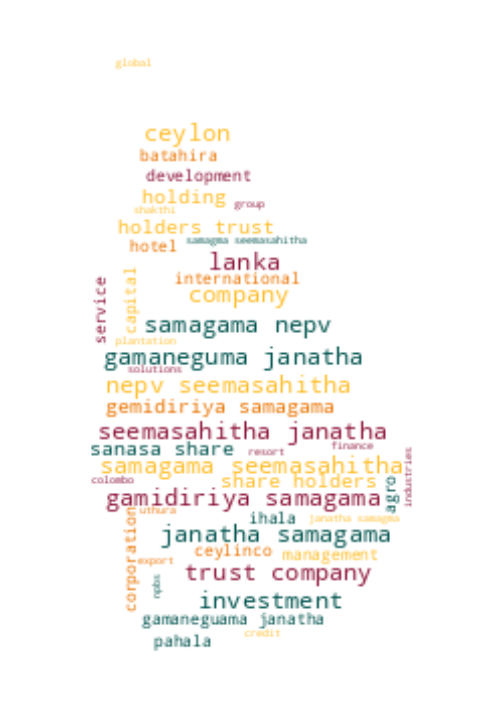 global
ceylon
batahira
development
holding
group
shakthi
holders trust
samagma seemasahitha
hotel
lanka
international
capital
service
company
samagama nepv
plantation
gamaneguma janatha
solutions
nepv seemasahitha
gemidiriya samagama
seemasahitha janatha
sanasa share
finance
resort
samagama seemasahitha
industries
colombo
share holders
agro
gamidiriya samagama
uthura
corporation
ihala
janatha samagma
janatha samagama
ceylinco
management
export
trust company
npbs
investment
gamaneguama janatha
credit
pahala